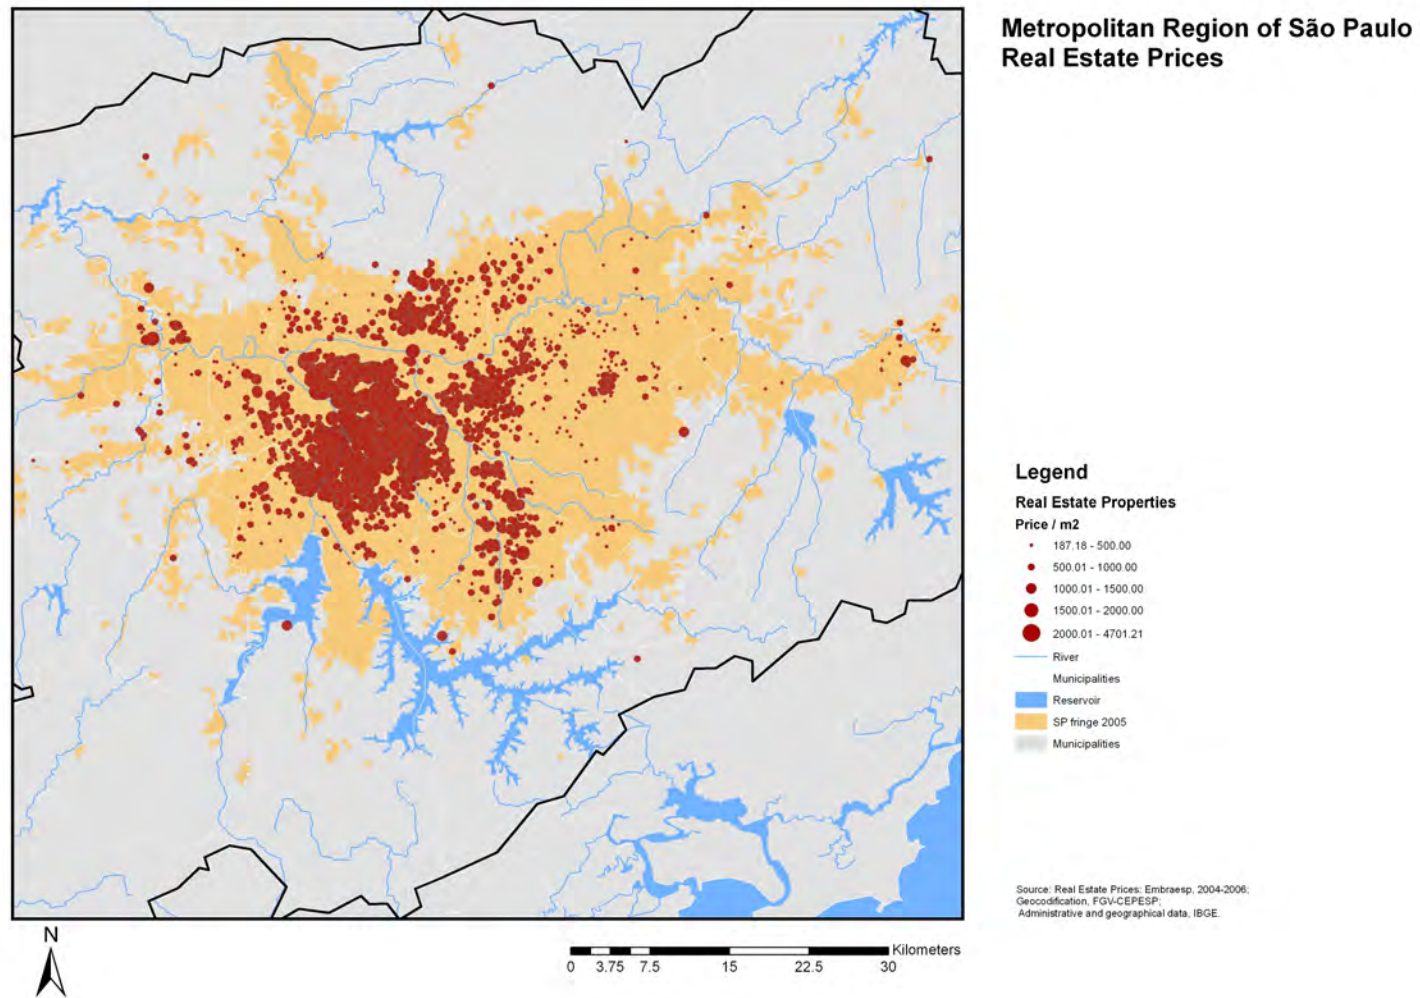 Metropolitan Region of São Paulo
Real Estate Prices
Legend
Real Estate Properties
Price / m2
187.18 - 500.00
500.01 - 1000.00
1000.01 - 1500.00
1500.01 - 2000.00
2000.01 - 4701.21
River
Municipalities
Reservoir
SP fringe 2005
Municipalities
Source: Real Estate Prices: Embraesp, 2004-2006;
Geocodification, FGV-CEPESP;
Administrative and geographical data, IBGE.
N
Kilometers
0 3.75 7.5 15 22.5 30